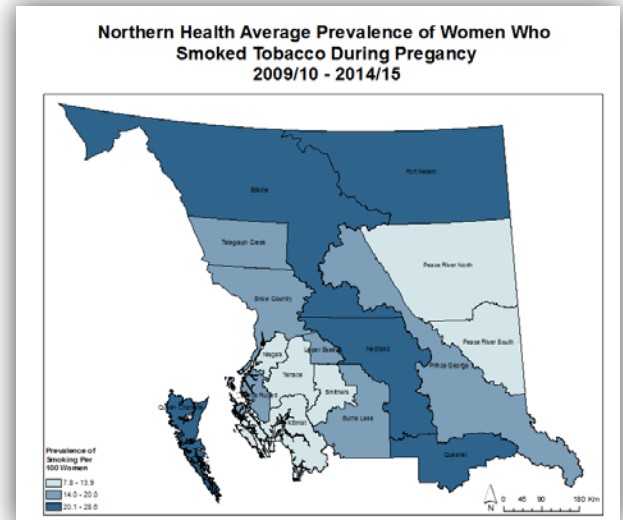 Northern Health Average Prevalence of Women Who
Smoked Tobacco During Pregancy
2009/10 - 2014/15
Stikine
Fort Nelson
Telegraph Creek
Peace River North
Snow Country
Peace River South
Upper Skeena
Nechako
Nisga'a
Prince George
Terrace
Smithers
Rupert
Queen Charlotte
Kitimat
Burns Lake
Quesnel
Prevalence of
Smoking Per
100 Women
7.8 - 13.9
14.0 - 20.0
20.1 - 28.6
N
0 45 90 180 Km